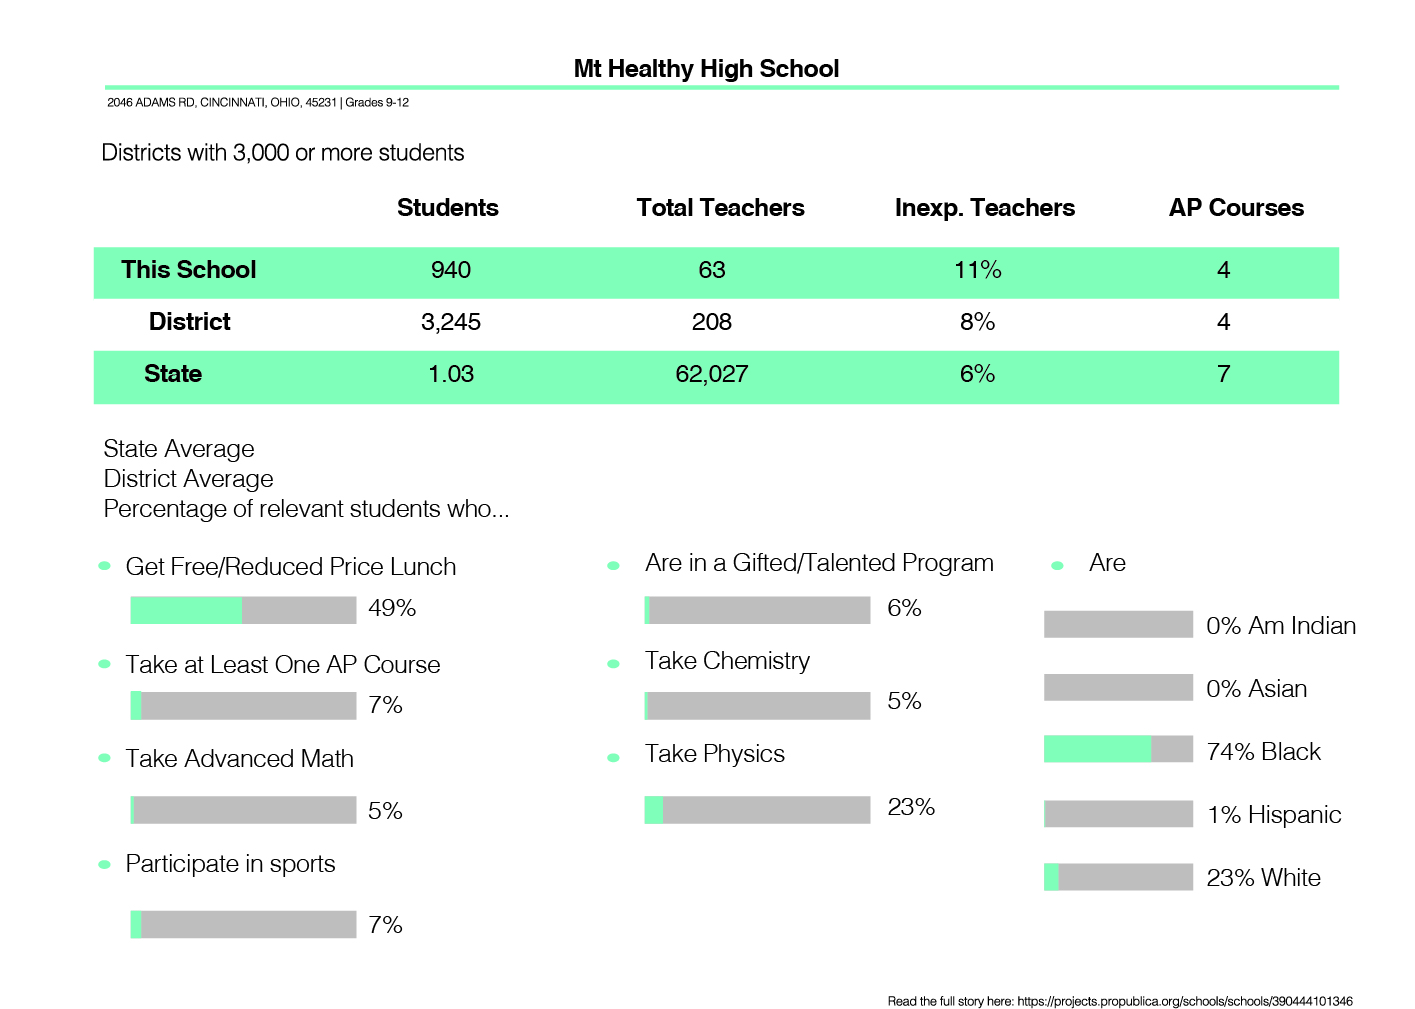 Mt Healthy High School
2046 ADAMS RD, CINCINNATI, OHIO, 45231 | Grades 9-12
Districts with 3,000 or more students
Students Total Teachers Inexp. Teachers AP Courses
This School 940 63 11% 4
District 3,245 208 8% 4
State 1.03 62,027 6% 7
State Average
District Average
Percentage of relevant students who...
Get Free/Reduced Price Lunch
49%
Take at Least One AP Course
7%
Take Advanced Math
5%
Participate in sports
7%
Are in a Gifted/Talented Program
6%
Take Chemistry
5%
Take Physics
23%
Are
0% Am Indian
0% Asian
74% Black
1% Hispanic
23% White
Read the full story here: https://projects.propublica.org/schools/schools/390444101346